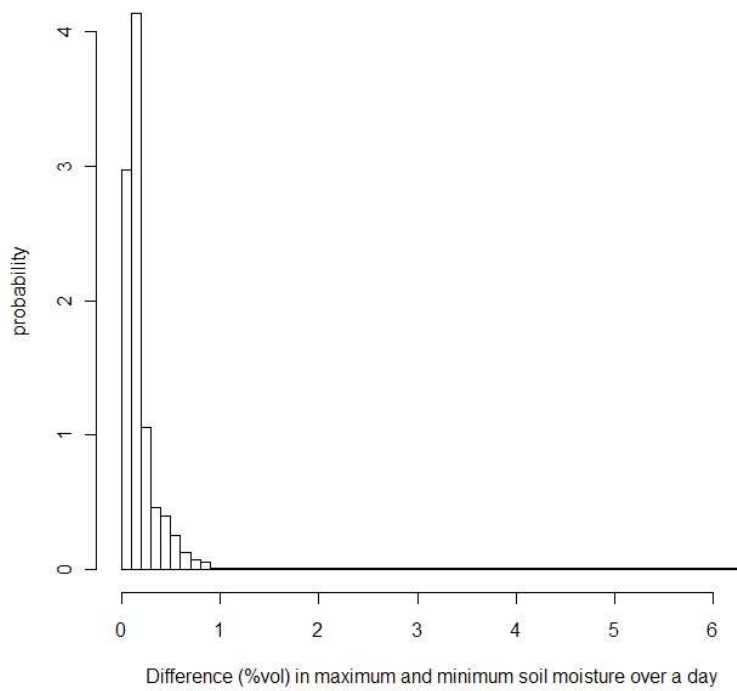 4
3
2
1
0
probability
0 1 2 3 4 5 6
Difference (%vol) in maximum and minimum soil moisture over a day